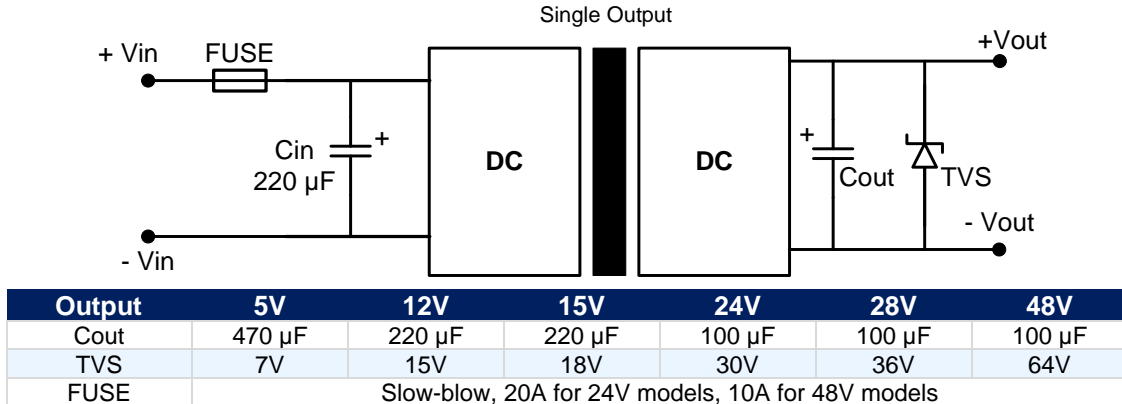 Single Output
+ Vin
FUSE
+Vout
Cin
+
220 µF
DC
DC
+
Cout
TVS
- Vin
- Vout
Output 5V 12V 15V 24V 28V 48V
Cout 470 µF 220 µF 220 µF 100 µF 100 µF 100 µF
TVS 7V 15V 18V 30V 36V 64V
FUSE Slow-blow, 20A for 24V models, 10A for 48V models